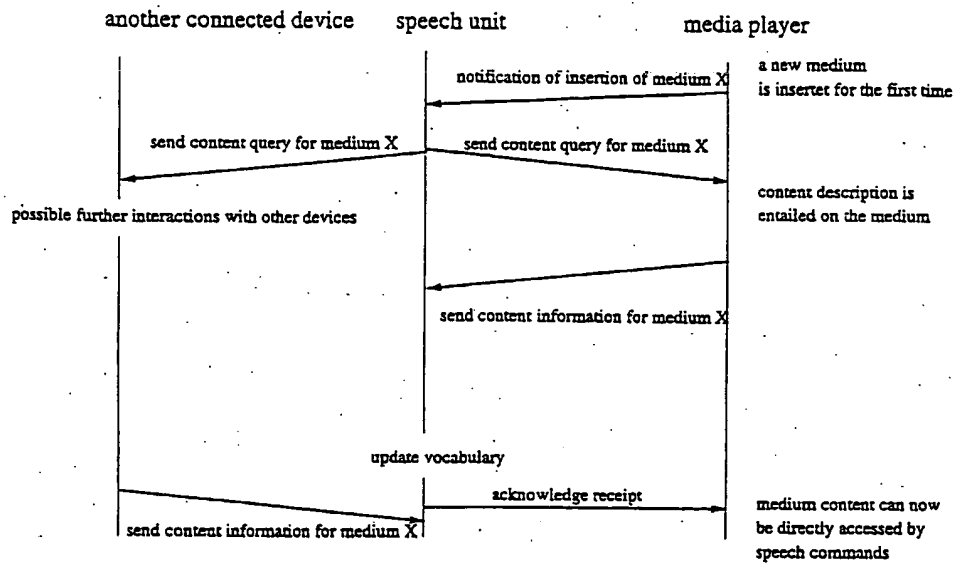 another connected device
speech unit
media player
notification of insertion of medium X
a new medium
is insertet for the first time
send content query for medium X
send content query for medium X
possible further interactions with other devices
content description is
entailed on the medium
send content information for medium X
update vocabulary
acknowledge receipt
send content information for medium X
medium content can now
be directly accessed by
speech commands